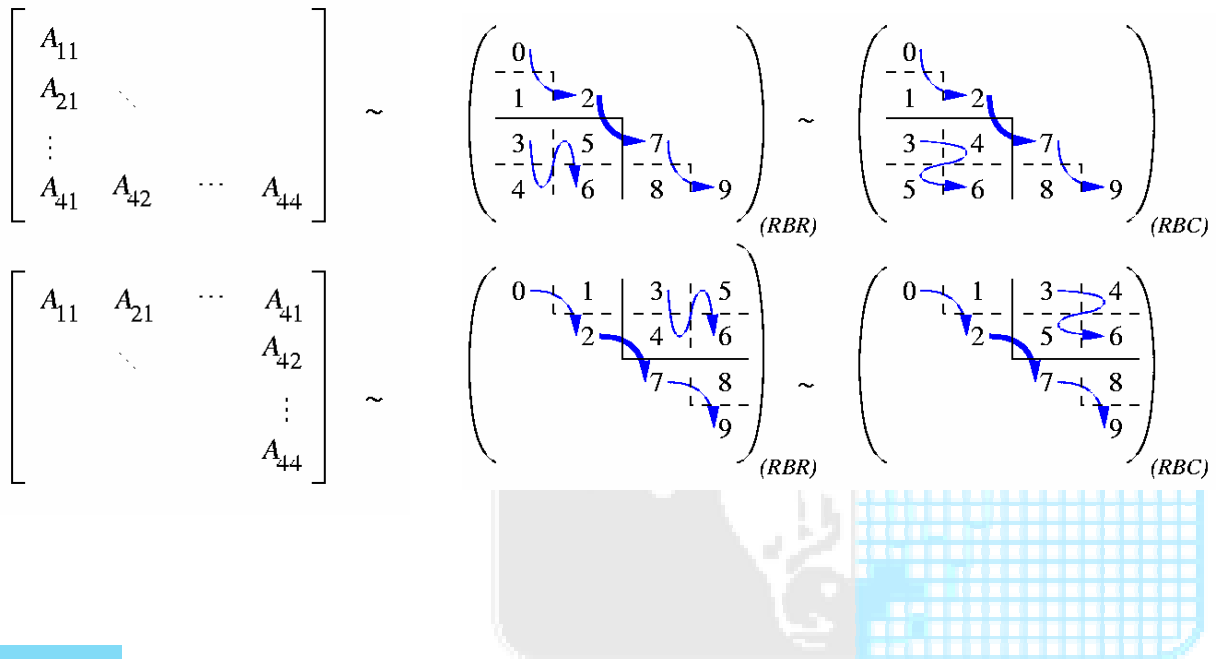 A11 0 0
A21 ⋱ 1 2 1 2
⋮ ~ 3 5 7 ~ 3 4 7
A41 A42 ⋯ A44 4 6 8 9 5 6 8 9
(RBR) (RBC)
A11 A21 ⋯ A41 0 1 3 5 0 1 3 4
⋱ A42 2 4 6 2 5 6
⋮ ~ 7 8 ~ 7 8
A44 9 9
(RBR) (RBC)